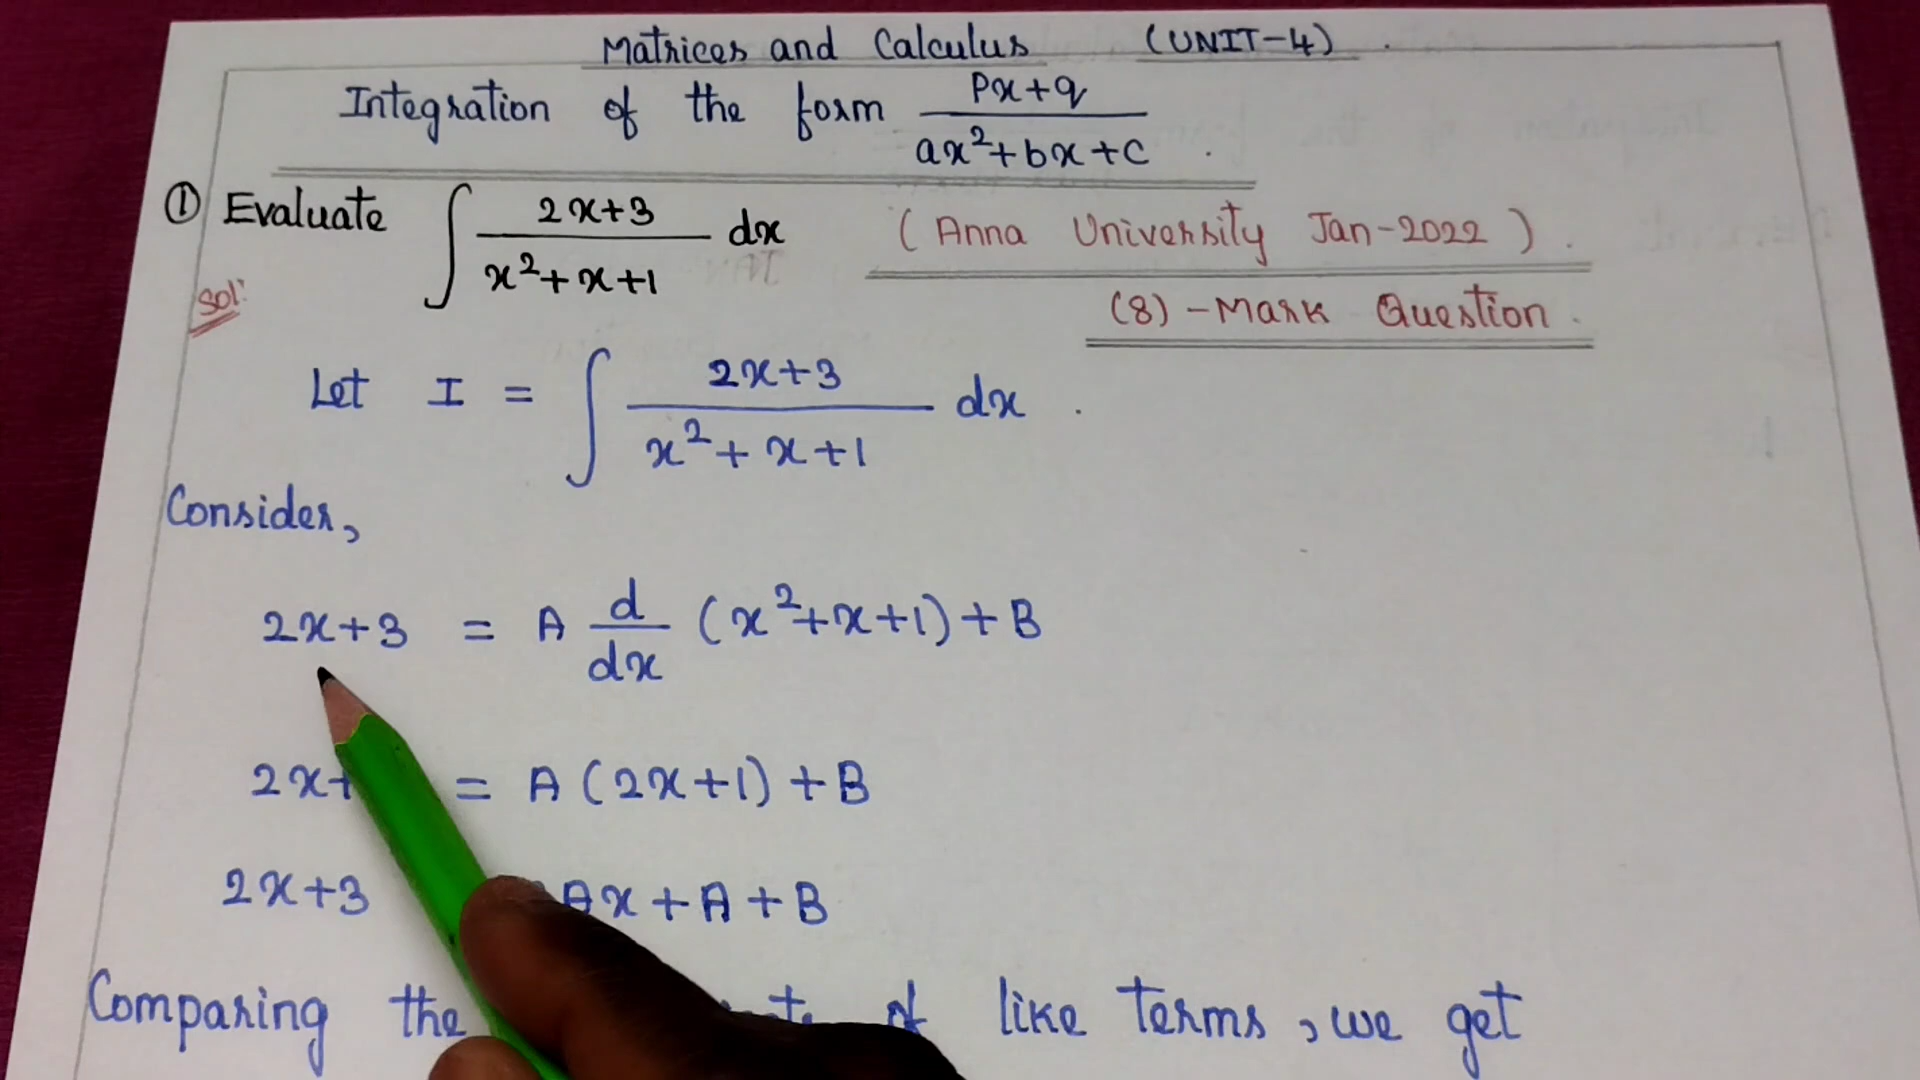 Matrices and Calculus (UNIT-4).
Integration of the form Px+q / ax²+bx+c.
① Evaluate ∫ 2x+3 / x²+x+1 dx (Anna University Jan-2022).
Sol: (8)-Mark Question.
Let I = ∫ 2x+3 / x²+x+1 dx.
Consider,
2x+3 = A d/dx (x²+x+1)+B
2x+ = A(2x+1)+B
2x+3 Ax+A+B
Comparing the of like terms, we get